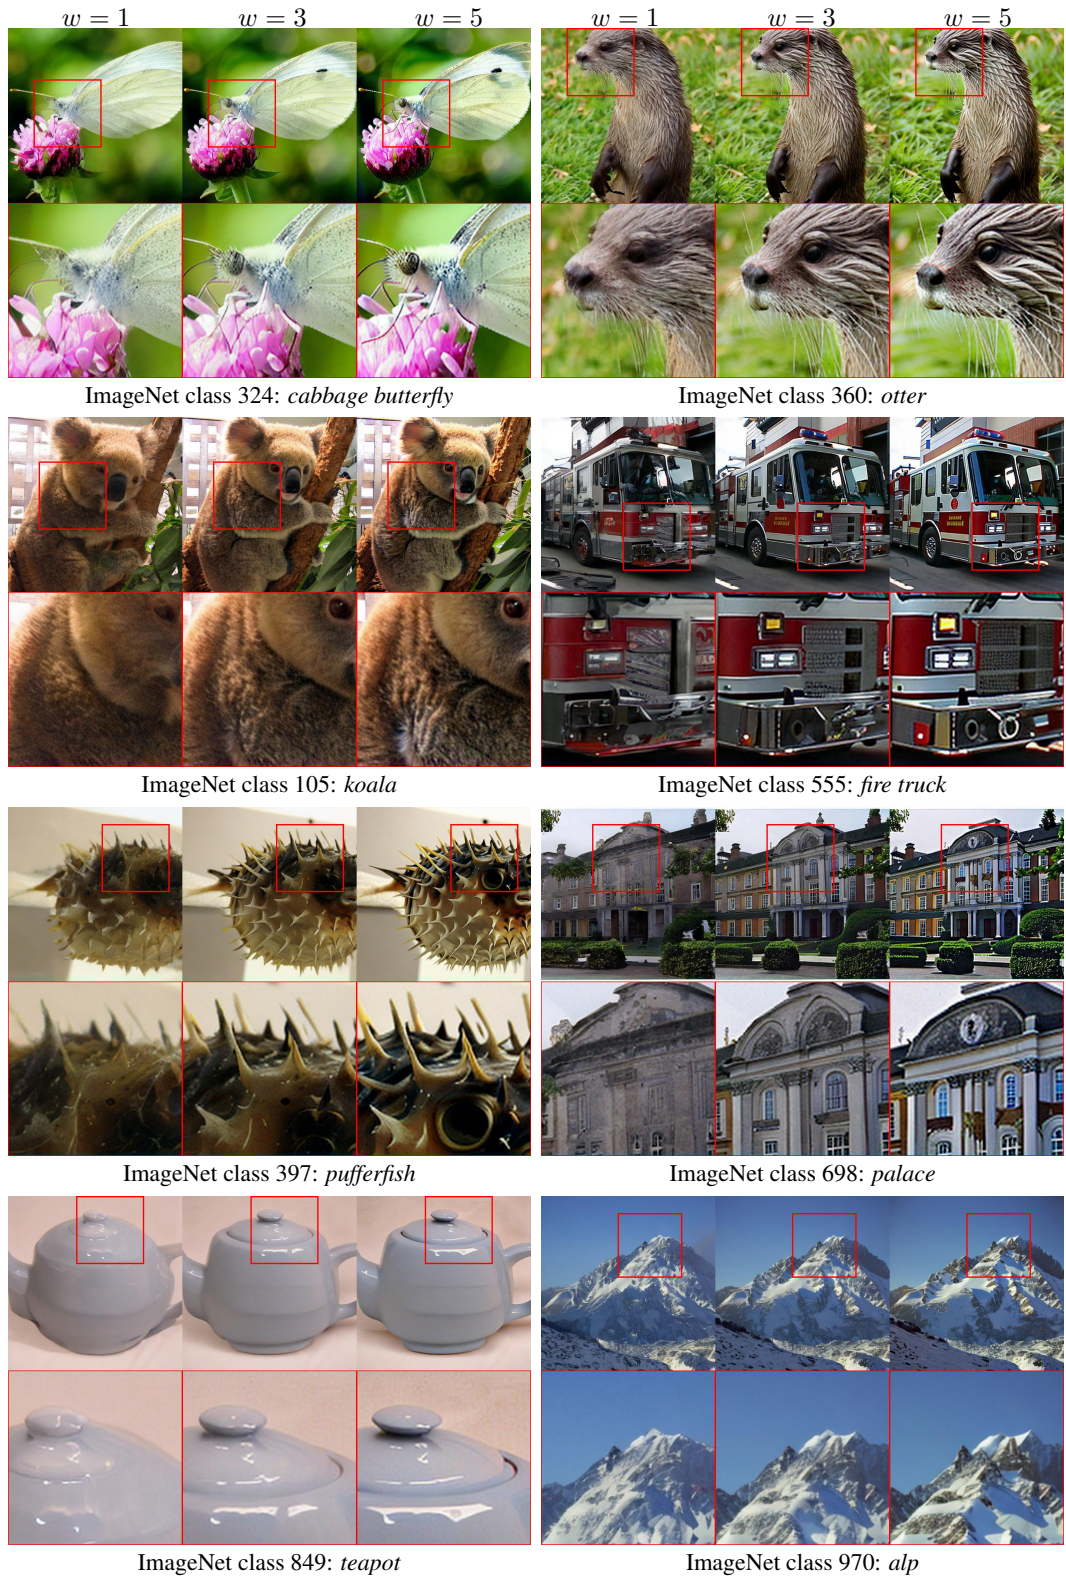 w = 1 w = 3 w = 5 w = 1 w = 3 w = 5
ImageNet class 324: cabbage butterfly
ImageNet class 360: otter
ImageNet class 105: koala
ImageNet class 555: fire truck
ImageNet class 397: pufferfish
ImageNet class 698: palace
ImageNet class 849: teapot
ImageNet class 970: alp